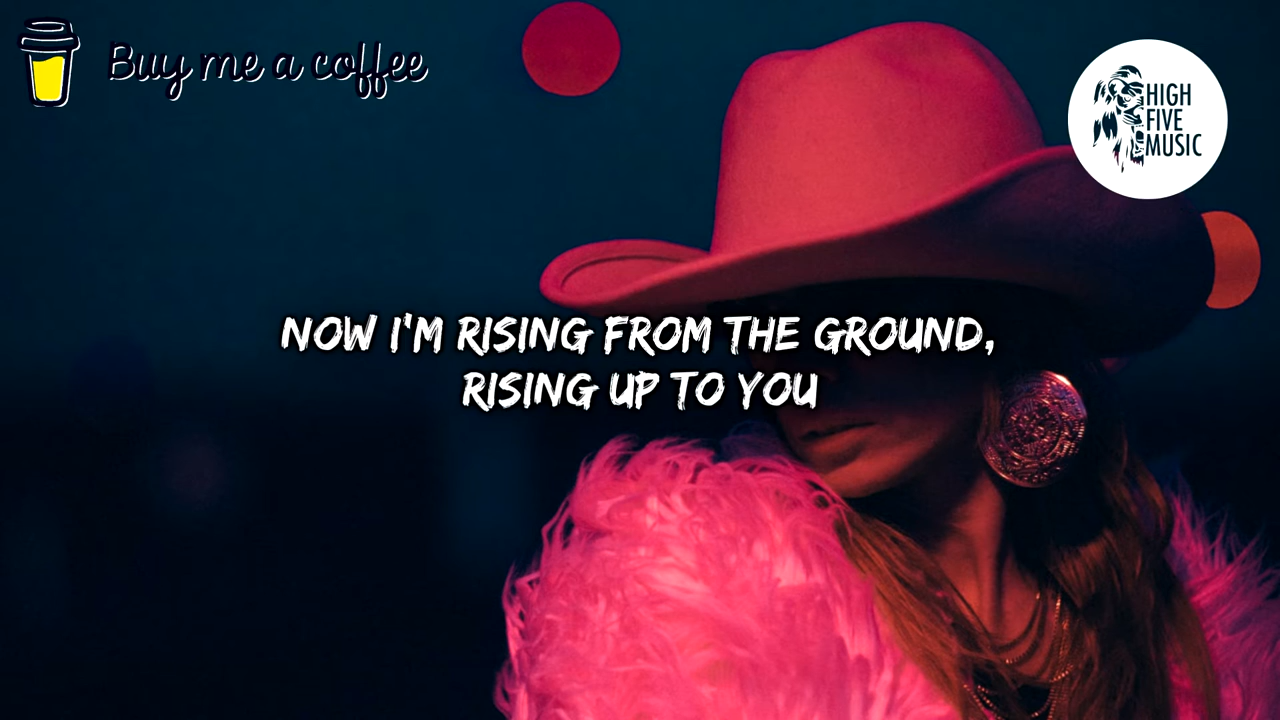 Buy me a coffee
HIGH
FIVE
MUSIC
NOW I'M RISING FROM THE GROUND,
RISING UP TO YOU